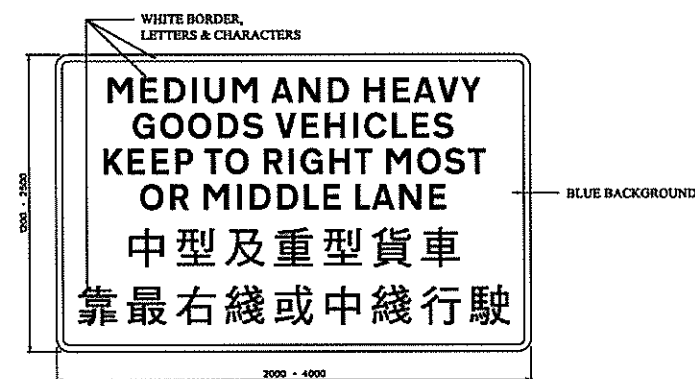 WHITE BORDER,
LETTERS & CHARACTERS
MEDIUM AND HEAVY
GOODS VEHICLES
KEEP TO RIGHT MOST
OR MIDDLE LANE
中型及重型貨車
靠最右綫或中綫行駛
BLUE BACKGROUND
1200 - 2500
2000 - 4000